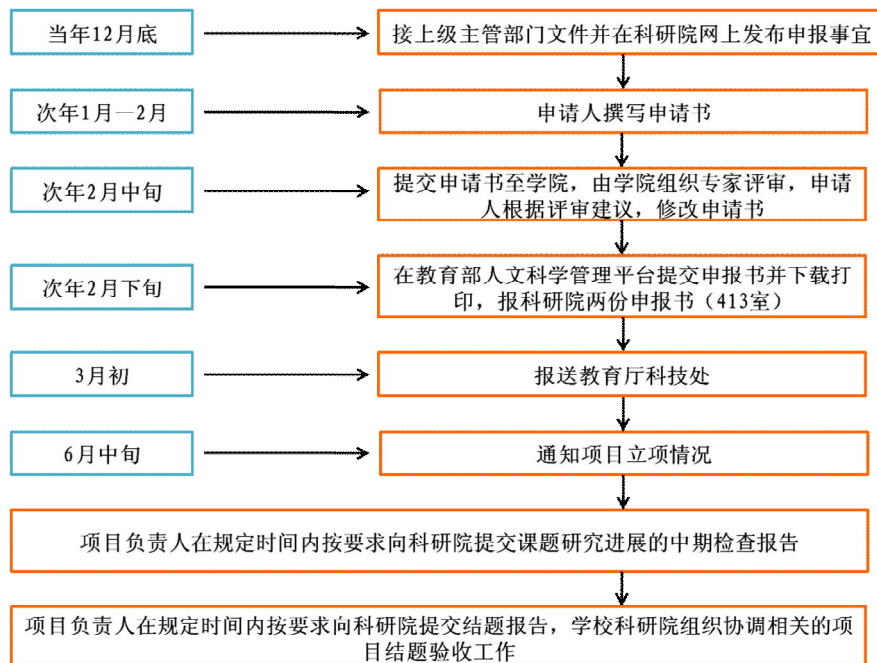 当年12月底
接上级主管部门文件并在科研院网上发布申报事宜
次年1月—2月
申请人撰写申请书
次年2月中旬
提交申请书至学院，由学院组织专家评审，申请
人根据评审建议，修改申请书
次年2月下旬
在教育部人文科学管理平台提交申报书并下载打
印，报科研院两份申报书（413室）
3月初
报送教育厅科技处
6月中旬
通知项目立项情况
项目负责人在规定时间内按要求向科研院提交课题研究进展的中期检查报告
项目负责人在规定时间内按要求向科研院提交结题报告，学校科研院组织协调相关的项
目结题验收工作